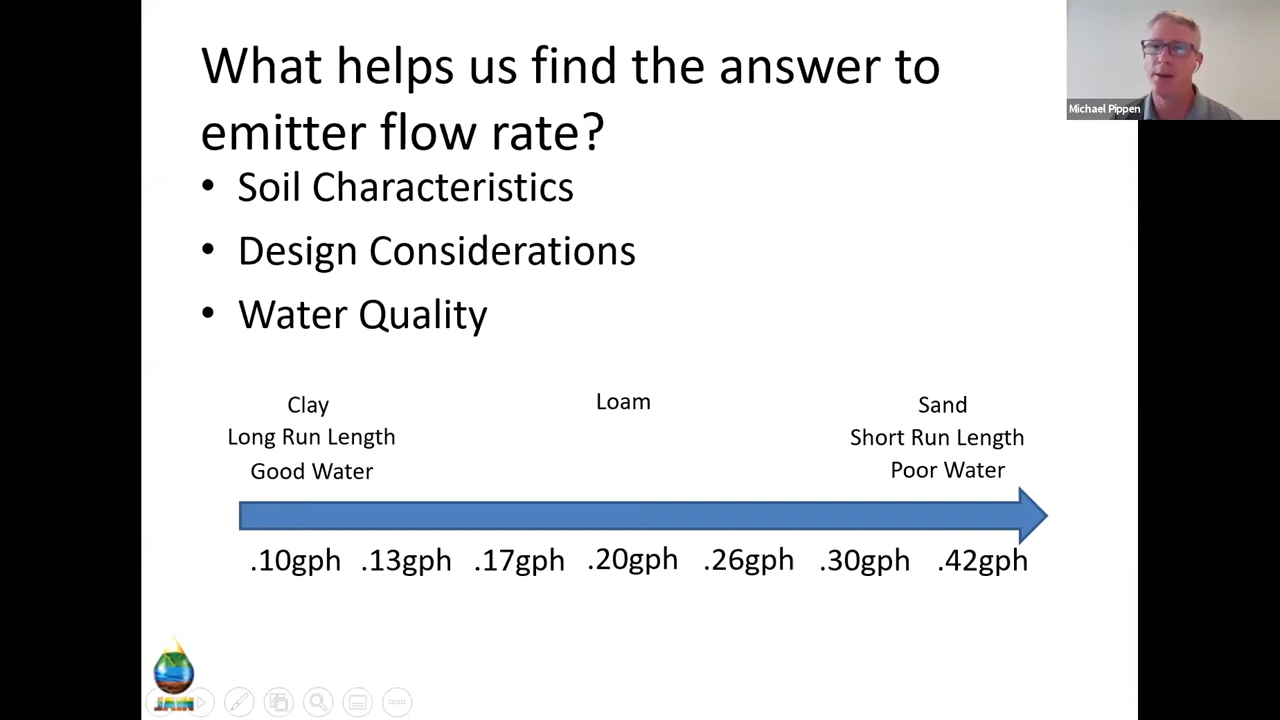 What helps us find the answer to
emitter flow rate?
• Soil Characteristics
• Design Considerations
• Water Quality
Clay
Long Run Length
Good Water
Loam
Sand
Short Run Length
Poor Water
.10gph .13gph .17gph .20gph .26gph .30gph .42gph
JAIN
Michael Pippen